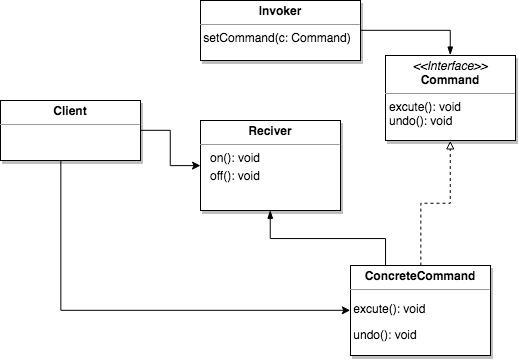 Invoker
setCommand(c: Command)
<<Interface>>
Command
excute(): void
undo(): void
Client
Reciver
on(): void
off(): void
ConcreteCommand
excute(): void
undo(): void